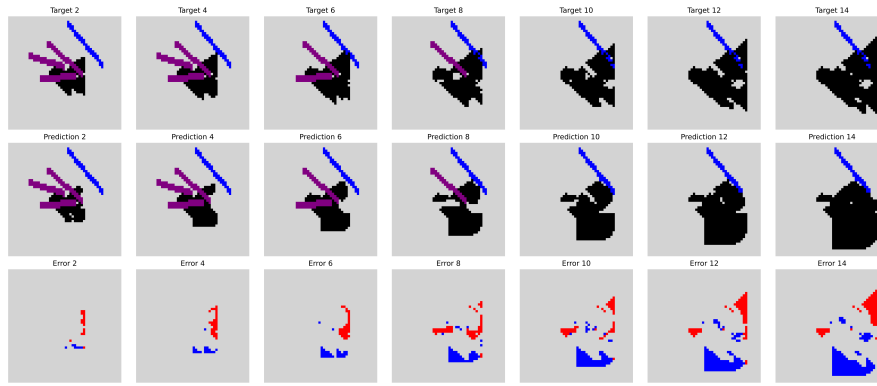 Target 2
Target 4
Target 6
Target 8
Target 10
Target 12
Target 14
Prediction 2
Prediction 4
Prediction 6
Prediction 8
Prediction 10
Prediction 12
Prediction 14
Error 2
Error 4
Error 6
Error 8
Error 10
Error 12
Error 14